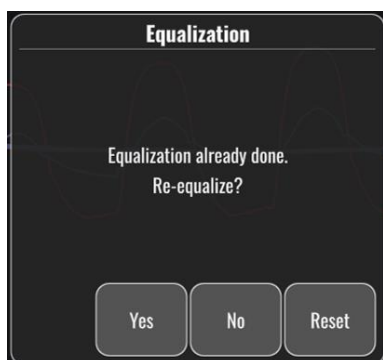 Equalization
Equalization already done.
Re-equalize?
Yes
No
Reset